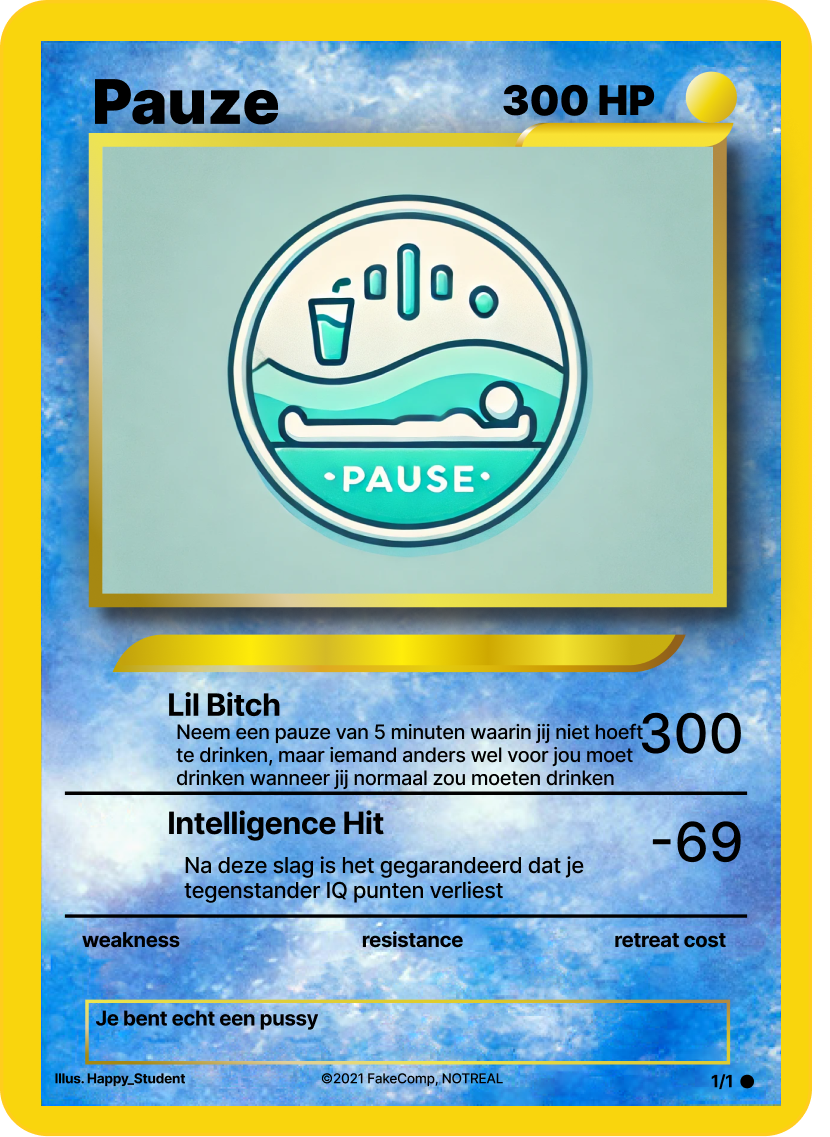 Pauze
300 HP
·PAUSE·
Lil Bitch
Neem een pauze van 5 minuten waarin jij niet hoeft
te drinken, maar iemand anders wel voor jou moet
drinken wanneer jij normaal zou moeten drinken
300
Intelligence Hit
-69
Na deze slag is het gegarandeerd dat je
tegenstander IQ punten verliest
weakness resistance retreat cost
Je bent echt een pussy
Illus. Happy_Student ©2021 FakeComp, NOTREAL 1/1